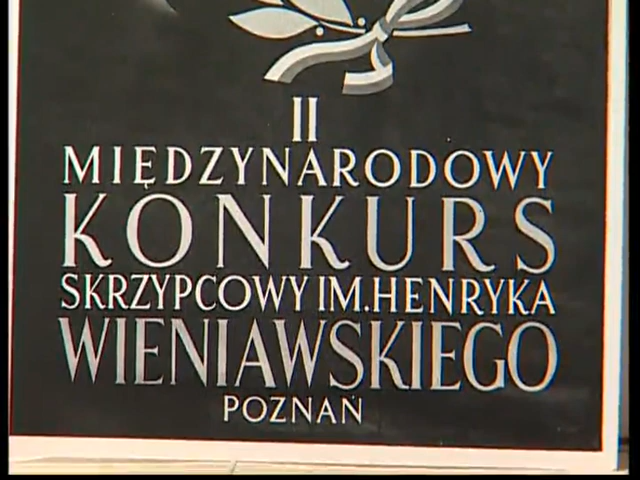 II
MIĘDZYNARODOWY
KONKURS
SKRZYPCOWY IM.HENRYKA
WIENIAWSKIEGO
POZNAŃ